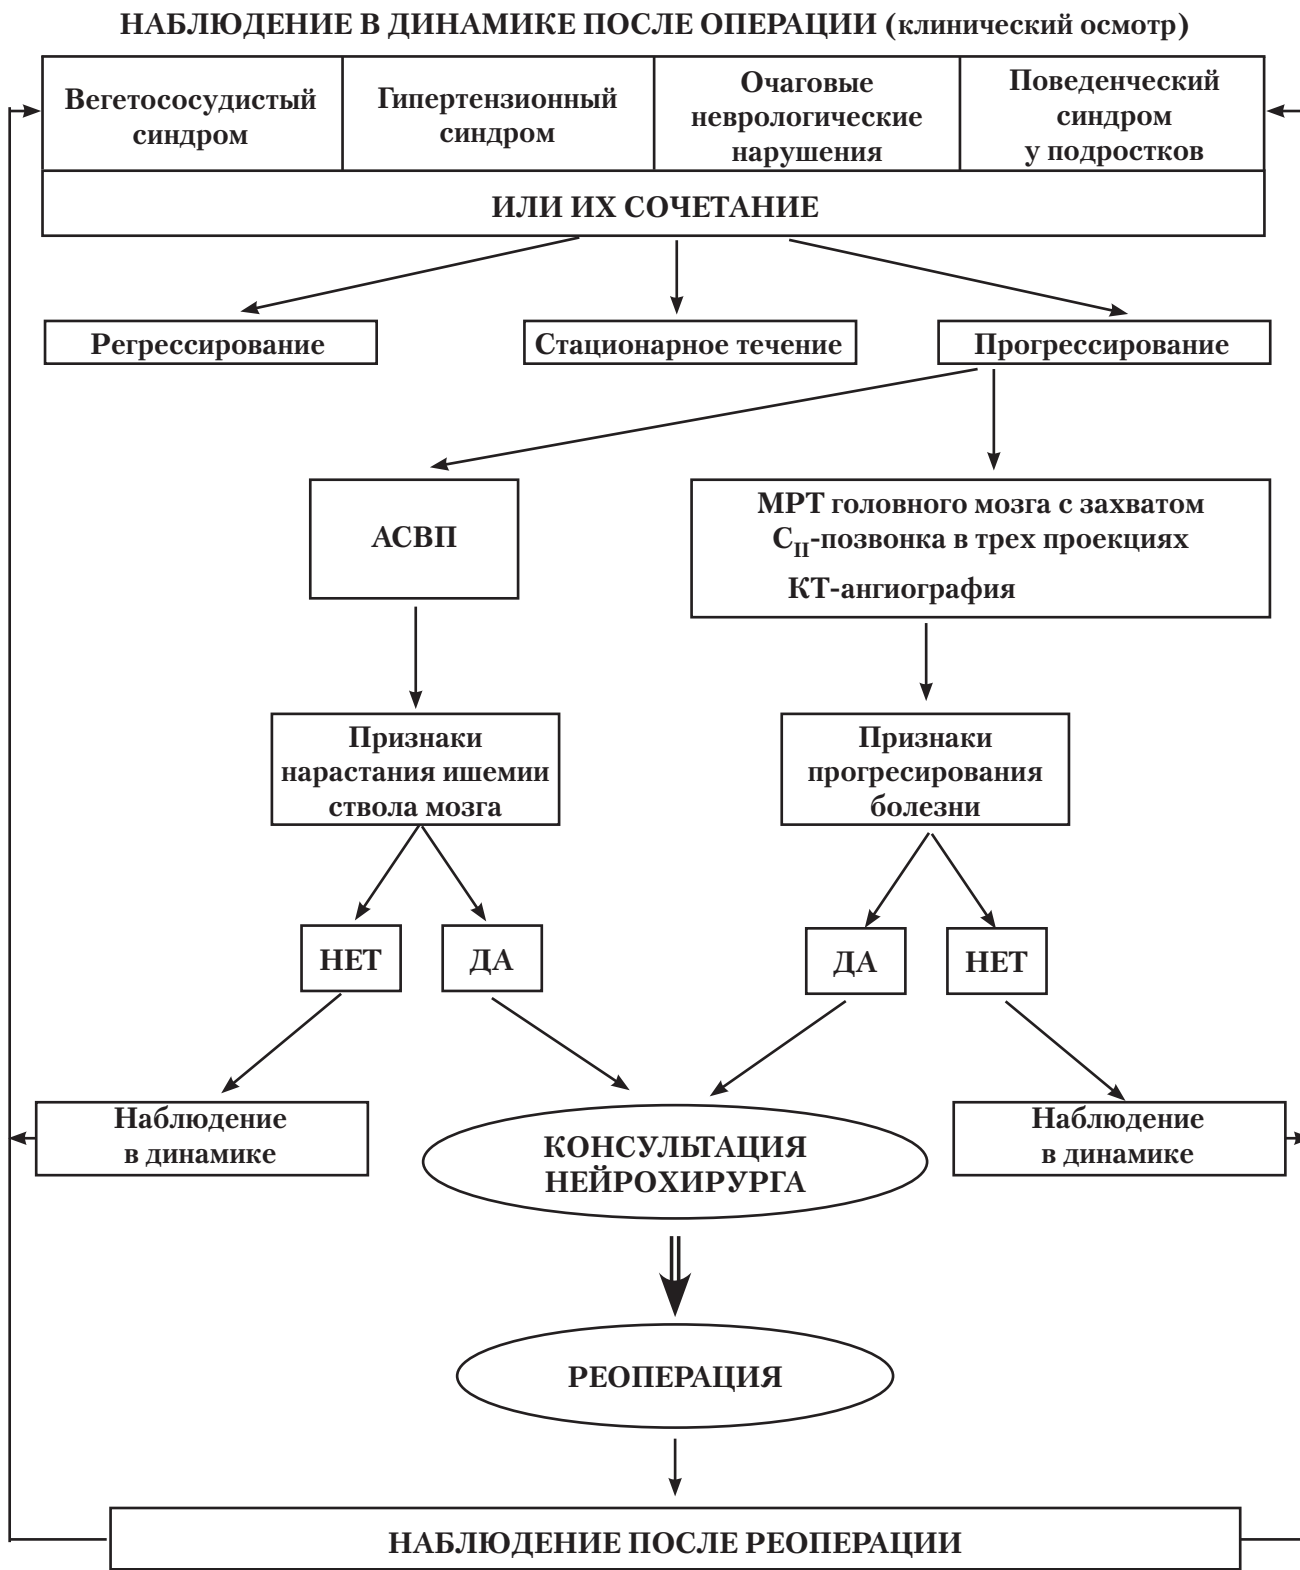 НАБЛЮДЕНИЕ В ДИНАМИКЕ ПОСЛЕ ОПЕРАЦИИ (клинический осмотр)
Вегетососудистый
синдром
Гипертензионный
синдром
Очаговые
неврологические
нарушения
Поведенческий
синдром
у подростков
ИЛИ ИХ СОЧЕТАНИЕ
Регрессирование
Стационарное течение
Прогрессирование
АСВП
МРТ головного мозга с захватом
CII-позвонка в трех проекциях
КТ-ангиография
Признаки
нарастания ишемии
ствола мозга
Признаки
прогресирования
болезни
НЕТ
ДА
ДА
НЕТ
Наблюдение
в динамике
КОНСУЛЬТАЦИЯ
НЕЙРОХИРУРГА
Наблюдение
в динамике
РЕОПЕРАЦИЯ
НАБЛЮДЕНИЕ ПОСЛЕ РЕОПЕРАЦИИ